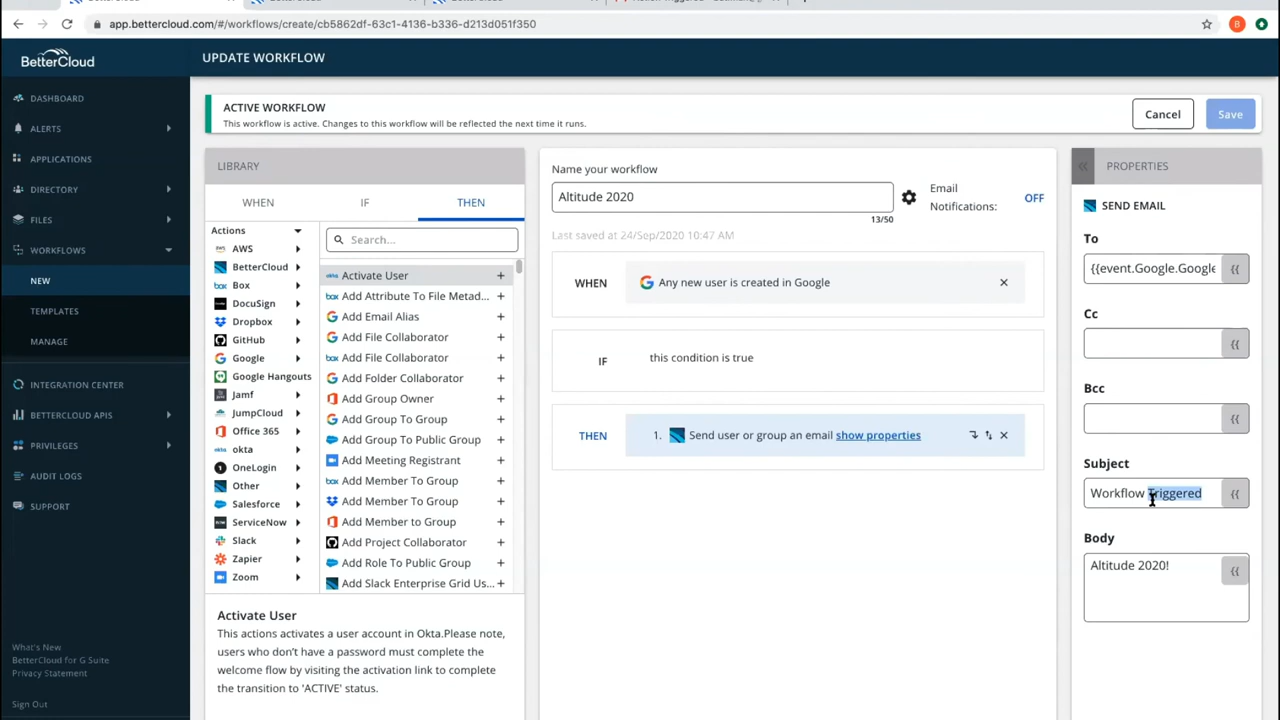 app.bettercloud.com/#/workflows/create/cb5862df-63c1-4136-b336-d213d051f350
B
BetterCloud
UPDATE WORKFLOW
DASHBOARD
ALERTS
APPLICATIONS
DIRECTORY
FILES
WORKFLOWS
NEW
TEMPLATES
MANAGE
INTEGRATION CENTER
BETTERCLOUD APIS
PRIVILEGES
AUDIT LOGS
SUPPORT
What's New
BetterCloud for G Suite
Privacy Statement
Sign Out
ACTIVE WORKFLOW
This workflow is active. Changes to this workflow will be reflected the next time it runs.
Cancel
Save
LIBRARY
WHEN
IF
THEN
Actions
AWS
BetterCloud
Box
DocuSign
Dropbox
GitHub
Google
Google Hangouts
Jamf
JumpCloud
Office 365
okta
OneLogin
Other
Salesforce
ServiceNow
Slack
Zapier
Zoom
Search...
Activate User +
Add Attribute To File Metad... +
Add Email Alias +
Add File Collaborator +
Add File Collaborator +
Add Folder Collaborator +
Add Group Owner +
Add Group To Group +
Add Group To Public Group +
Add Meeting Registrant +
Add Member To Group +
Add Member To Group +
Add Member to Group +
Add Project Collaborator +
Add Role To Public Group +
Add Slack Enterprise Grid Us... +
Activate User
This actions activates a user account in Okta.Please note,
users who don't have a password must complete the
welcome flow by visiting the activation link to complete
the transition to 'ACTIVE' status.
Name your workflow
Altitude 2020
13/50
Email
Notifications:
OFF
Last saved at 24/Sep/2020 10:47 AM
WHEN
Any new user is created in Google
IF
this condition is true
THEN
1. Send user or group an email show properties
PROPERTIES
SEND EMAIL
To
{{event.Google.Google
{{
Cc
{{
Bcc
{{
Subject
Workflow Triggered
{{
Body
Altitude 2020!
{{